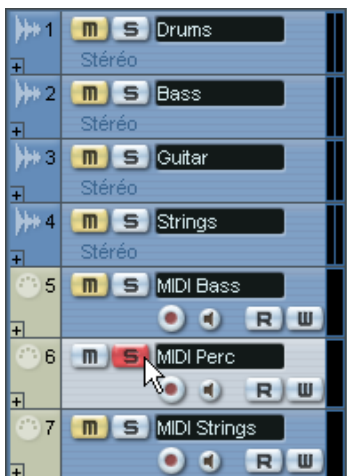 1 m S Drums
Stéréo
2 m S Bass
Stéréo
3 m S Guitar
Stéréo
4 m S Strings
Stéréo
5 m S MIDI Bass
R W
6 m S MIDI Perc
R W
7 m S MIDI Strings
R W